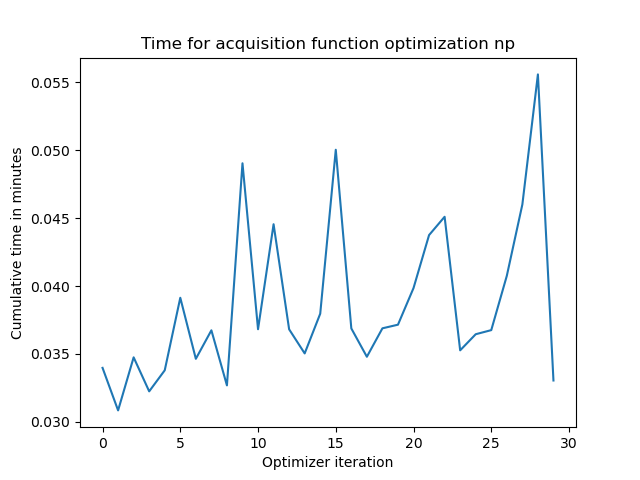 Time for acquisition function optimization np
Cumulative time in minutes
0.055
0.050
0.045
0.040
0.035
0.030
0 5 10 15 20 25 30
Optimizer iteration